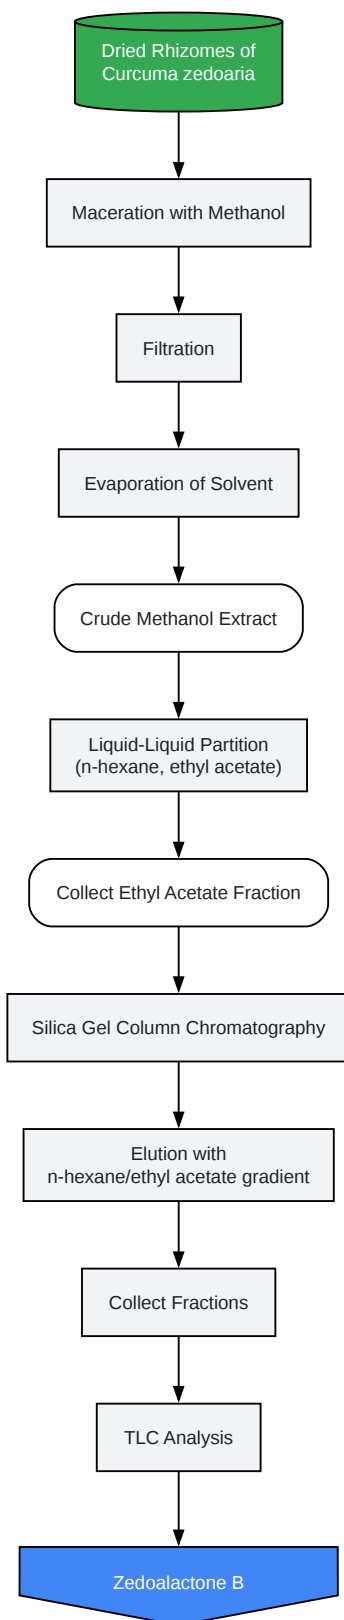 Dried Rhizomes of
Curcuma zedoaria
Maceration with Methanol
Filtration
Evaporation of Solvent
Crude Methanol Extract
Liquid-Liquid Partition
(n-hexane, ethyl acetate)
Collect Ethyl Acetate Fraction
Silica Gel Column Chromatography
Elution with
n-hexane/ethyl acetate gradient
Collect Fractions
TLC Analysis
Zedoalactone B